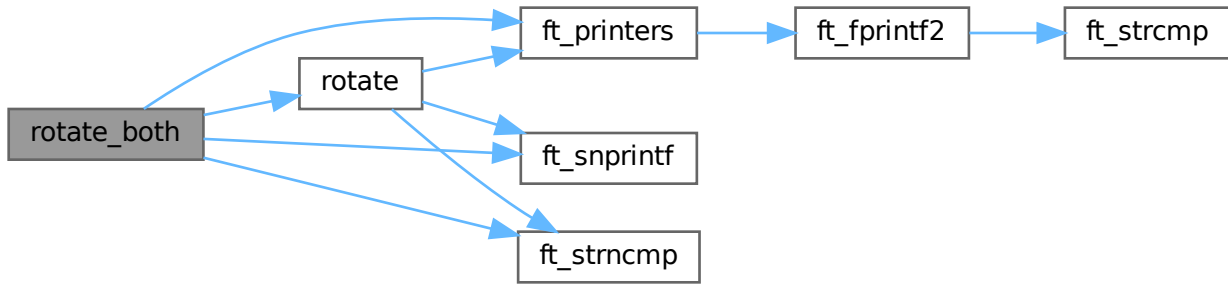 rotate_both
rotate
ft_printers
ft_fprintf2
ft_strcmp
ft_snprintf
ft_strncmp